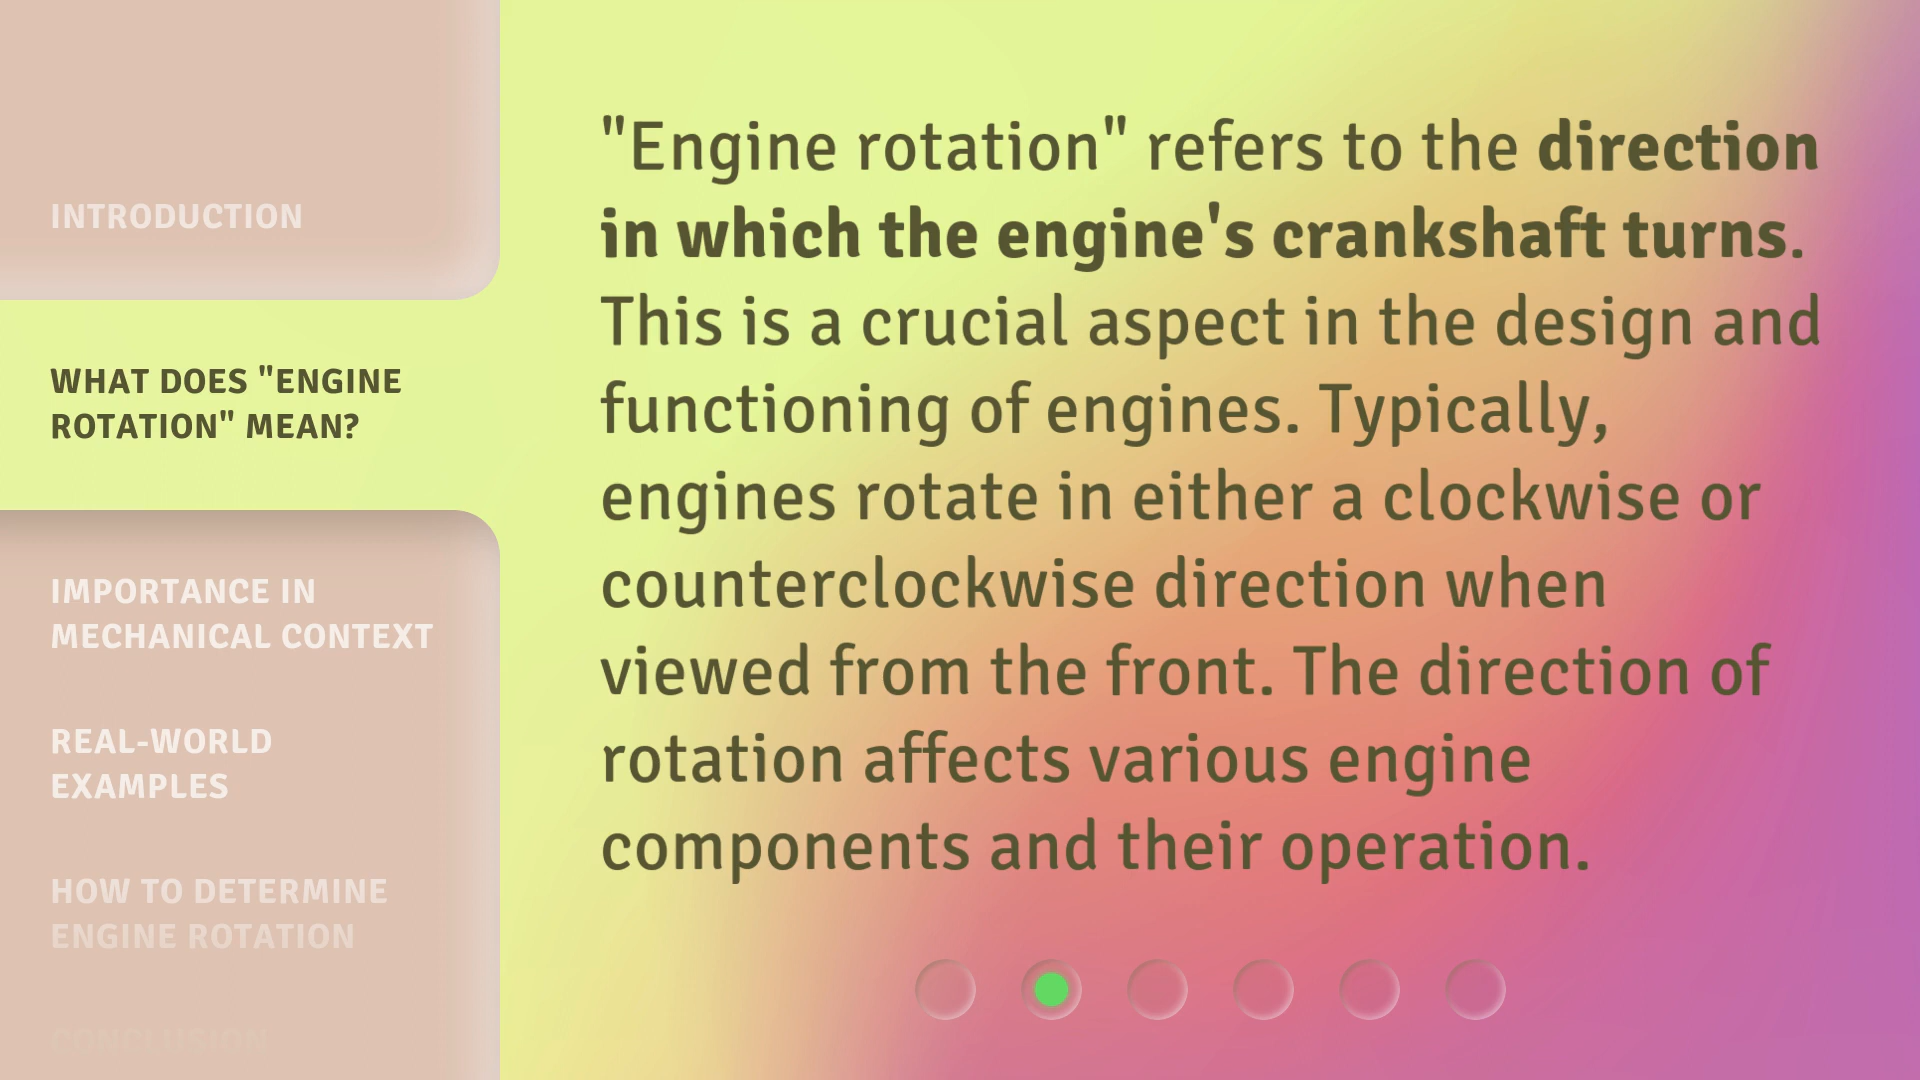 INTRODUCTION
WHAT DOES "ENGINE
ROTATION" MEAN?
IMPORTANCE IN
MECHANICAL CONTEXT
REAL-WORLD
EXAMPLES
HOW TO DETERMINE
ENGINE ROTATION
CONCLUSION
"Engine rotation" refers to the direction
in which the engine's crankshaft turns.
This is a crucial aspect in the design and
functioning of engines. Typically,
engines rotate in either a clockwise or
counterclockwise direction when
viewed from the front. The direction of
rotation affects various engine
components and their operation.